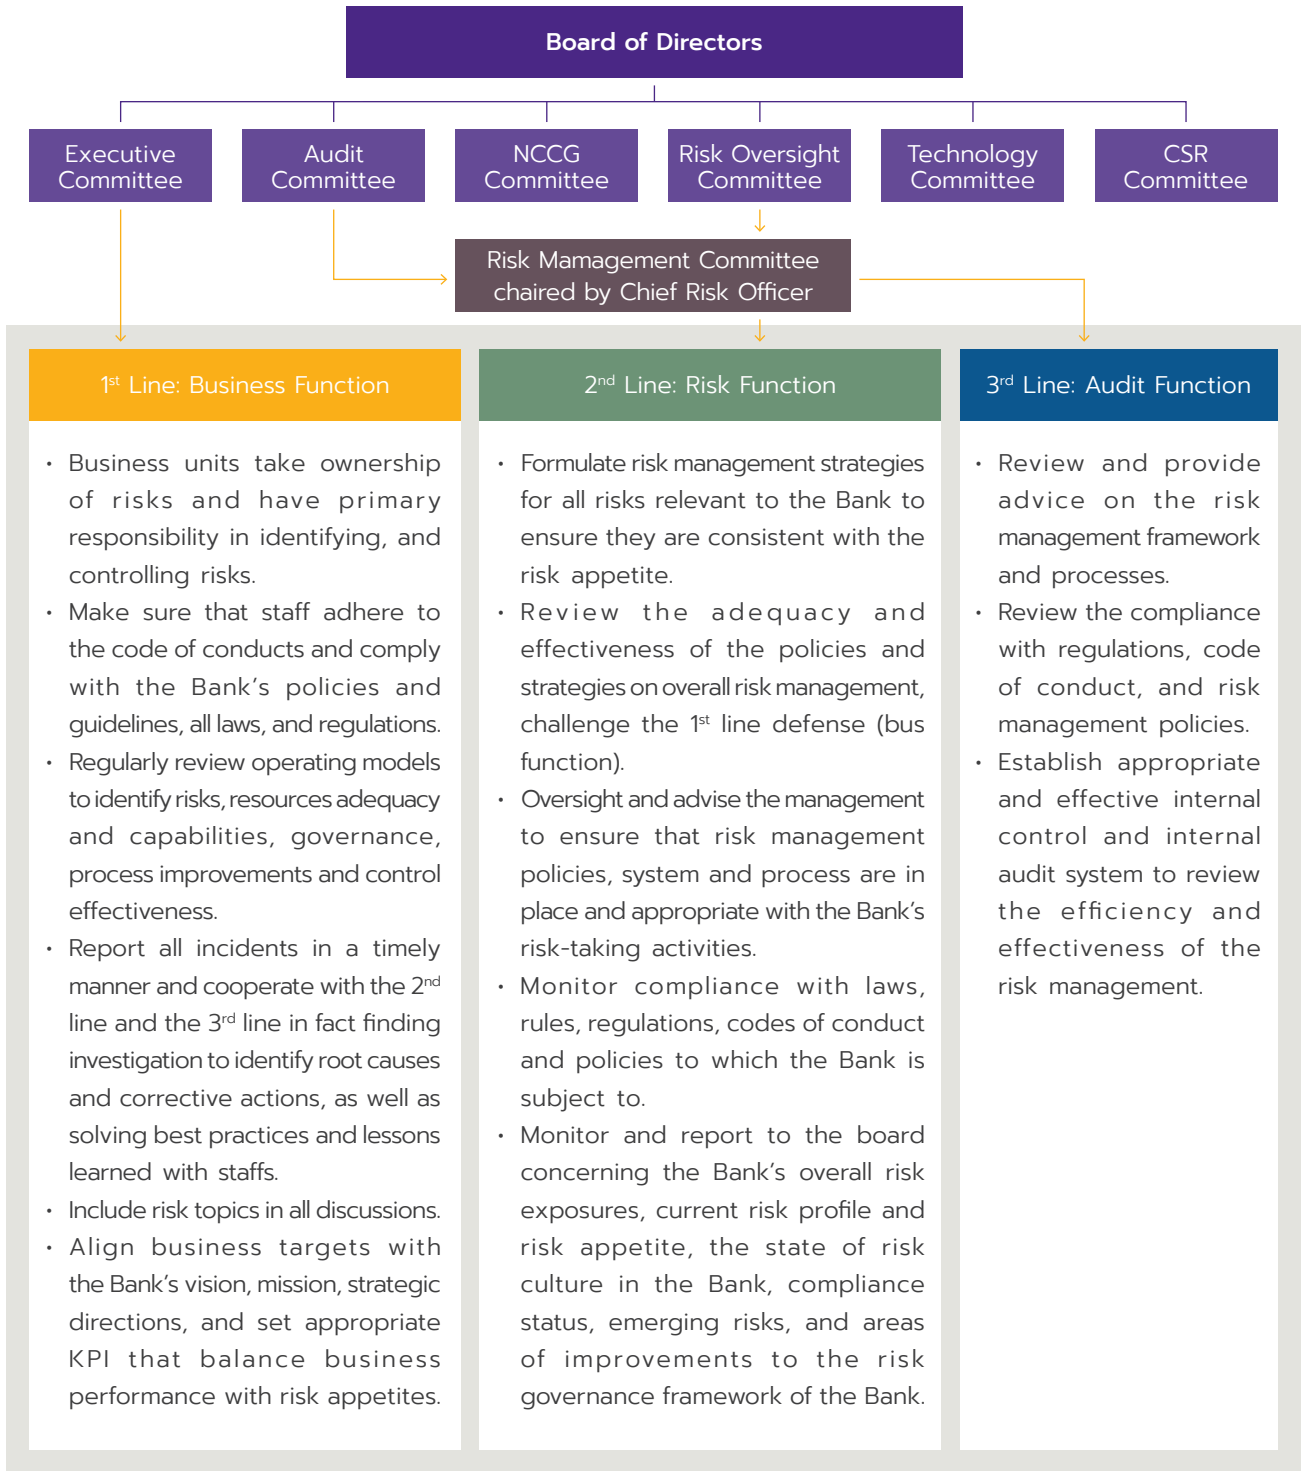 Board of Directors
Executive
Committee
Audit
Committee
NCCG
Committee
Risk Oversight
Committee
Technology
Committee
CSR
Committee
Risk Mamagement Committee
chaired by Chief Risk Officer
1st Line: Business Function
• Business units take ownership
of risks and have primary
responsibility in identifying, and
controlling risks.
• Make sure that staff adhere to
the code of conducts and comply
with the Bank's policies and
guidelines, all laws, and regulations.
• Regularly review operating models
to identify risks, resources adequacy
and capabilities, governance,
process improvements and control
effectiveness.
• Report all incidents in a timely
manner and cooperate with the 2nd
line and the 3rd line in fact finding
investigation to identify root causes
and corrective actions, as well as
solving best practices and lessons
learned with staffs.
• Include risk topics in all discussions.
• Align business targets with
the Bank's vision, mission, strategic
directions, and set appropriate
KPI that balance business
performance with risk appetites.
2nd Line: Risk Function
• Formulate risk management strategies
for all risks relevant to the Bank to
ensure they are consistent with the
risk appetite.
• Review the adequacy and
effectiveness of the policies and
strategies on overall risk management,
challenge the 1st line defense (bus
function).
• Oversight and advise the management
to ensure that risk management
policies, system and process are in
place and appropriate with the Bank's
risk-taking activities.
• Monitor compliance with laws,
rules, regulations, codes of conduct
and policies to which the Bank is
subject to.
• Monitor and report to the board
concerning the Bank's overall risk
exposures, current risk profile and
risk appetite, the state of risk
culture in the Bank, compliance
status, emerging risks, and areas
of improvements to the risk
governance framework of the Bank.
3rd Line: Audit Function
• Review and provide
advice on the risk
management framework
and processes.
• Review the compliance
with regulations, code
of conduct, and risk
management policies.
• Establish appropriate
and effective internal
control and internal
audit system to review
the efficiency and
effectiveness of the
risk management.